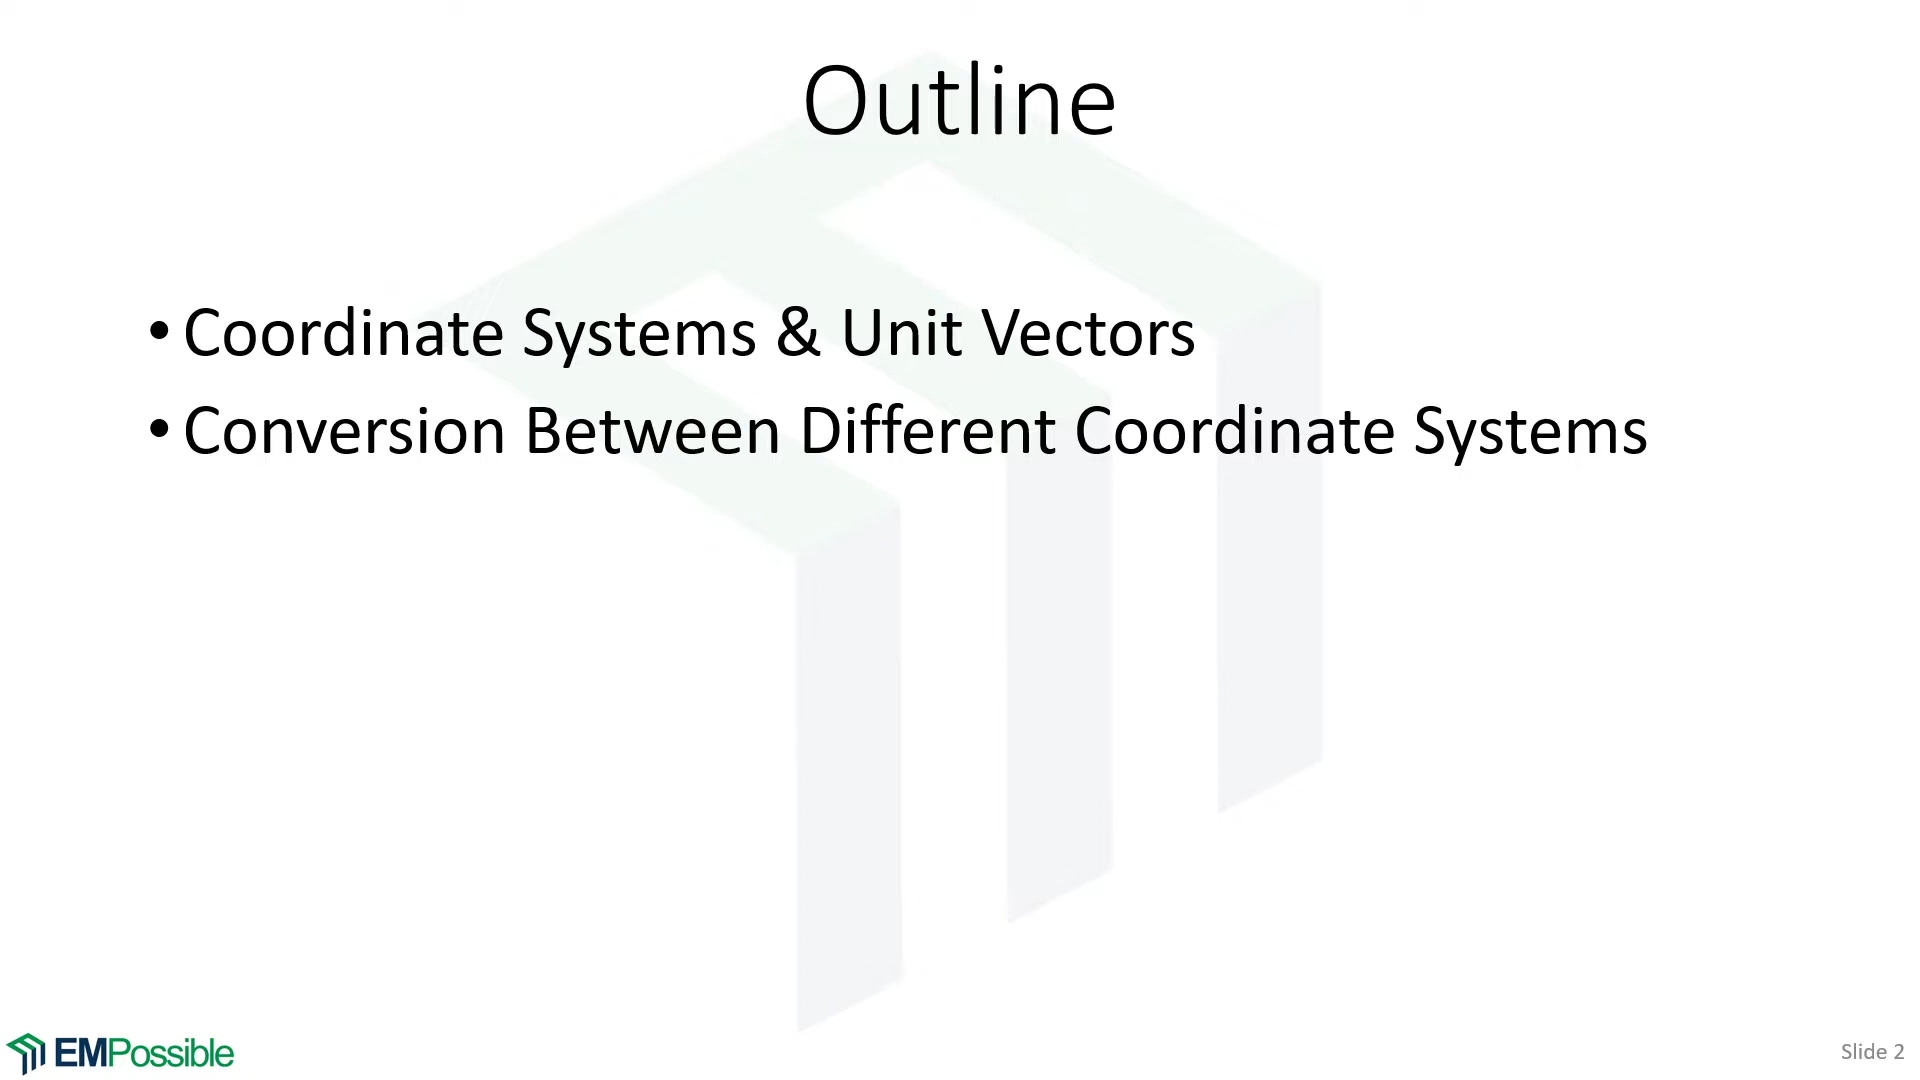 Outline
• Coordinate Systems & Unit Vectors
• Conversion Between Different Coordinate Systems
EMPossible
Slide 2